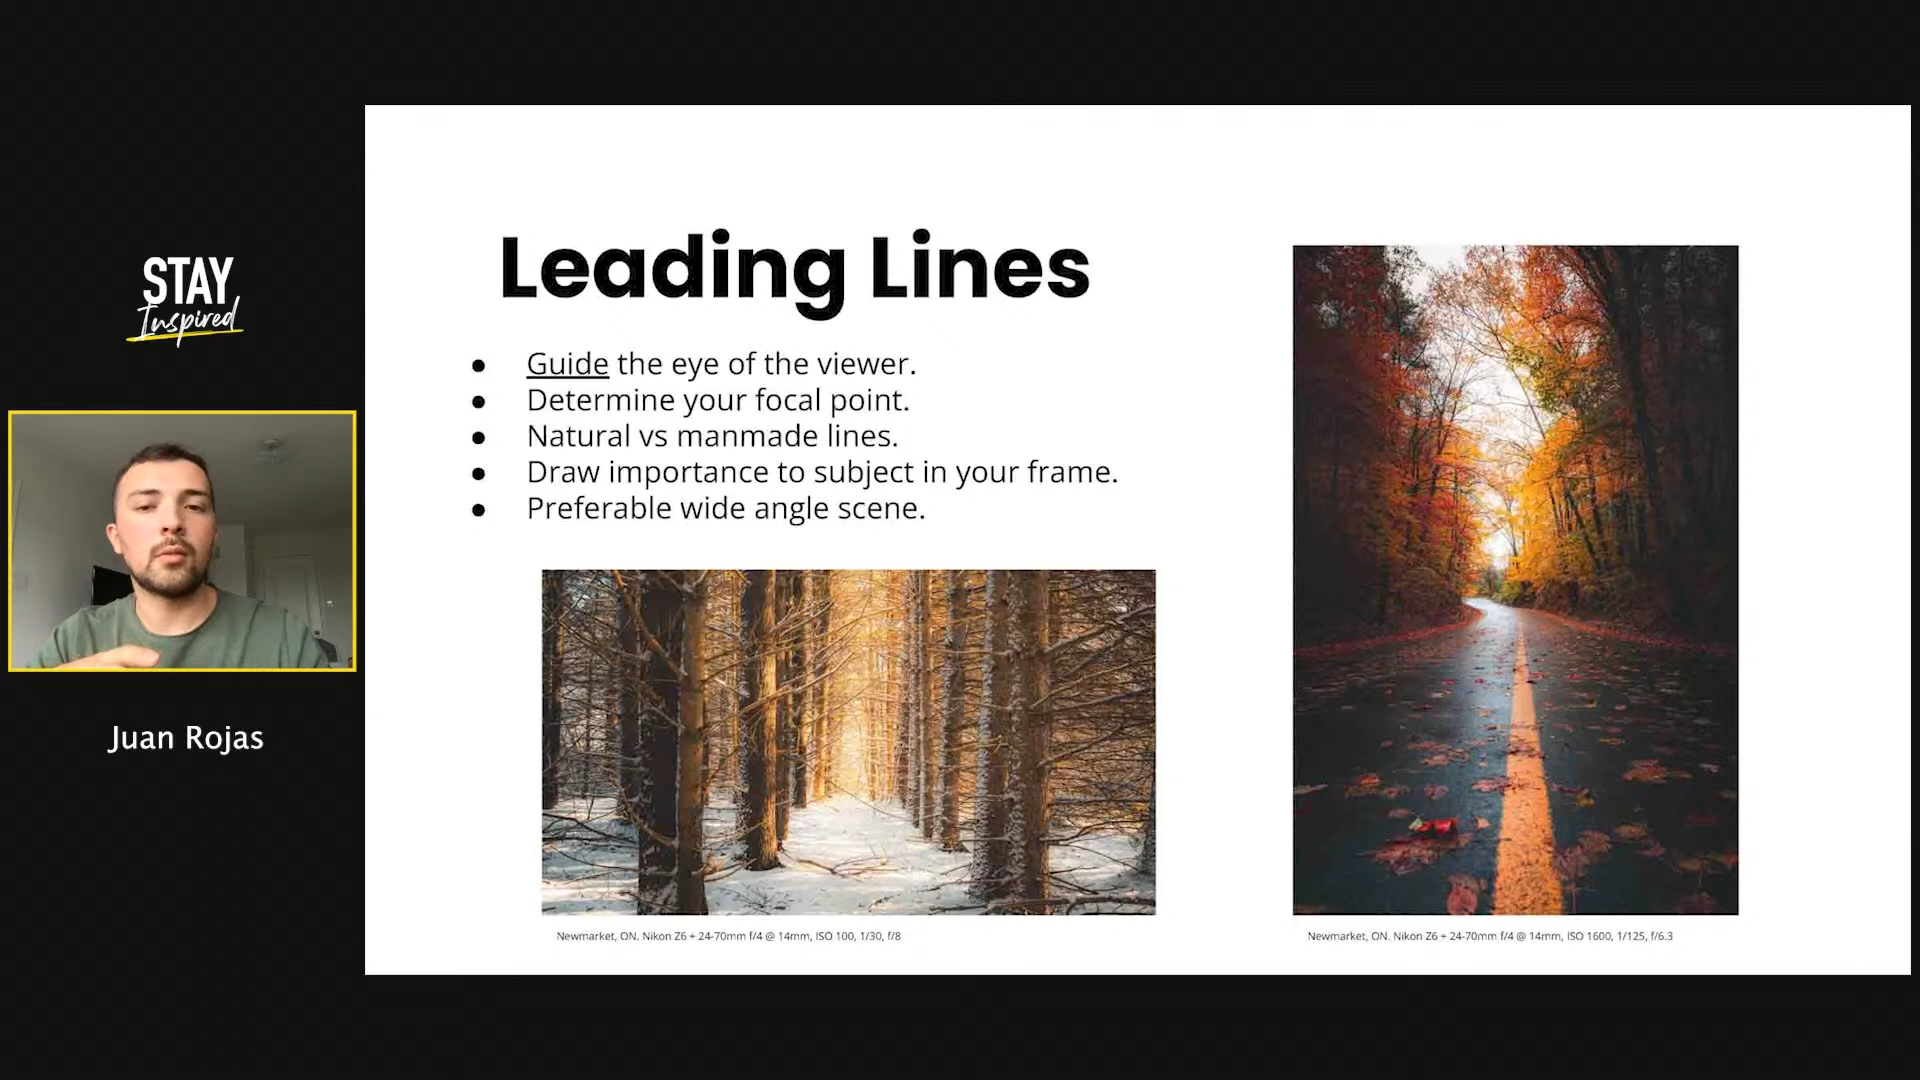 STAY
Inspired
Juan Rojas
Leading Lines
● Guide the eye of the viewer.
● Determine your focal point.
● Natural vs manmade lines.
● Draw importance to subject in your frame.
● Preferable wide angle scene.
Newmarket, ON. Nikon Z6 + 24-70mm f/4 @ 14mm, ISO 100, 1/30, f/8
Newmarket, ON. Nikon Z6 + 24-70mm f/4 @ 14mm, ISO 1600, 1/125, f/6.3